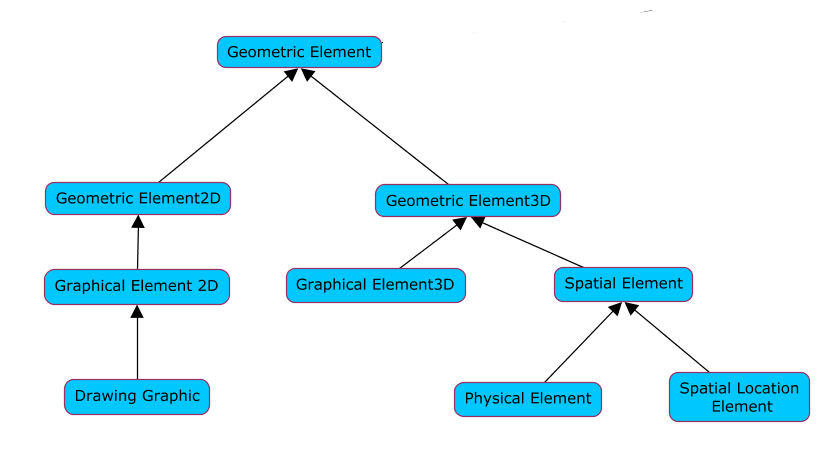 Geometric Element
Geometric Element2D
Geometric Element3D
Graphical Element 2D
Graphical Element3D
Spatial Element
Drawing Graphic
Physical Element
Spatial Location
Element